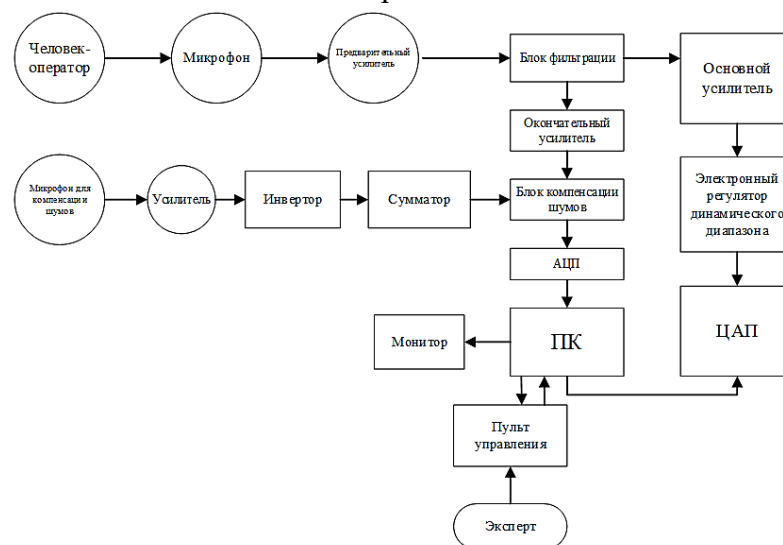 Человек-
оператор
Микрофон
Предварительный
усилитель
Блок фильтрации
Основной
усилитель
Окончательный
усилитель
Микрофон для
компенсации
шумов
Усилитель
Инвертор
Сумматор
Блок компенсации
шумов
Электронный
регулятор
динамического
диапазона
АЦП
Монитор
ПК
ЦАП
Пульт
управления
Эксперт